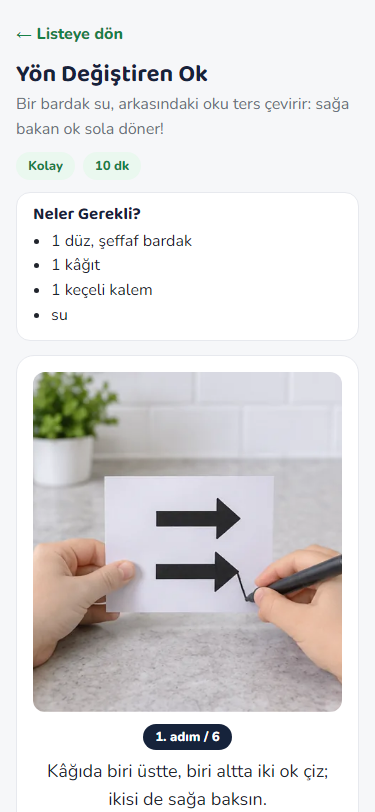 ← Listeye dön
Yön Değiştiren Ok
Bir bardak su, arkasındaki oku ters çevirir: sağa
bakan ok sola döner!
Kolay 10 dk
Neler Gerekli?
• 1 düz, şeffaf bardak
• 1 kâğıt
• 1 keçeli kalem
• su
1. adım / 6
Kâğıda biri üstte, biri altta iki ok çiz;
ikisi de sağa baksın.